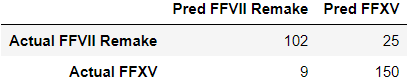 Pred FFVII Remake Pred FFXV
Actual FFVII Remake 102 25
Actual FFXV 9 150